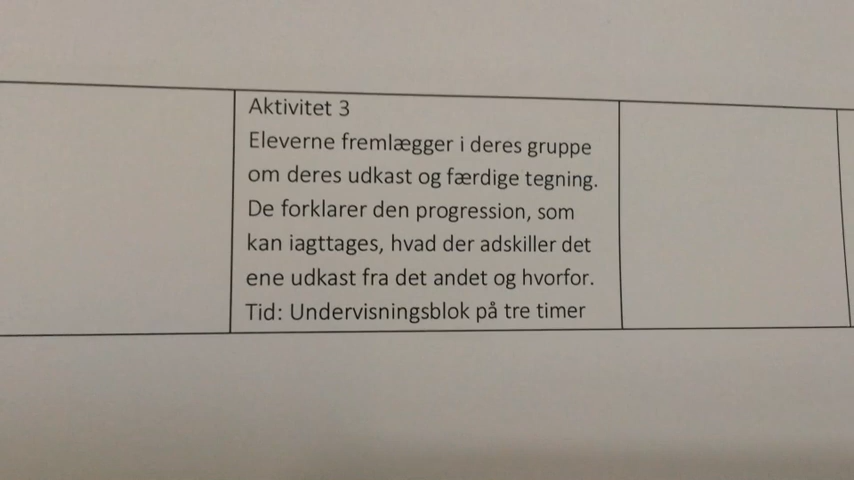 Aktivitet 3
Eleverne fremlægger i deres gruppe
om deres udkast og færdige tegning.
De forklarer den progression, som
kan iagttages, hvad der adskiller det
ene udkast fra det andet og hvorfor.
Tid: Undervisningsblok på tre timer